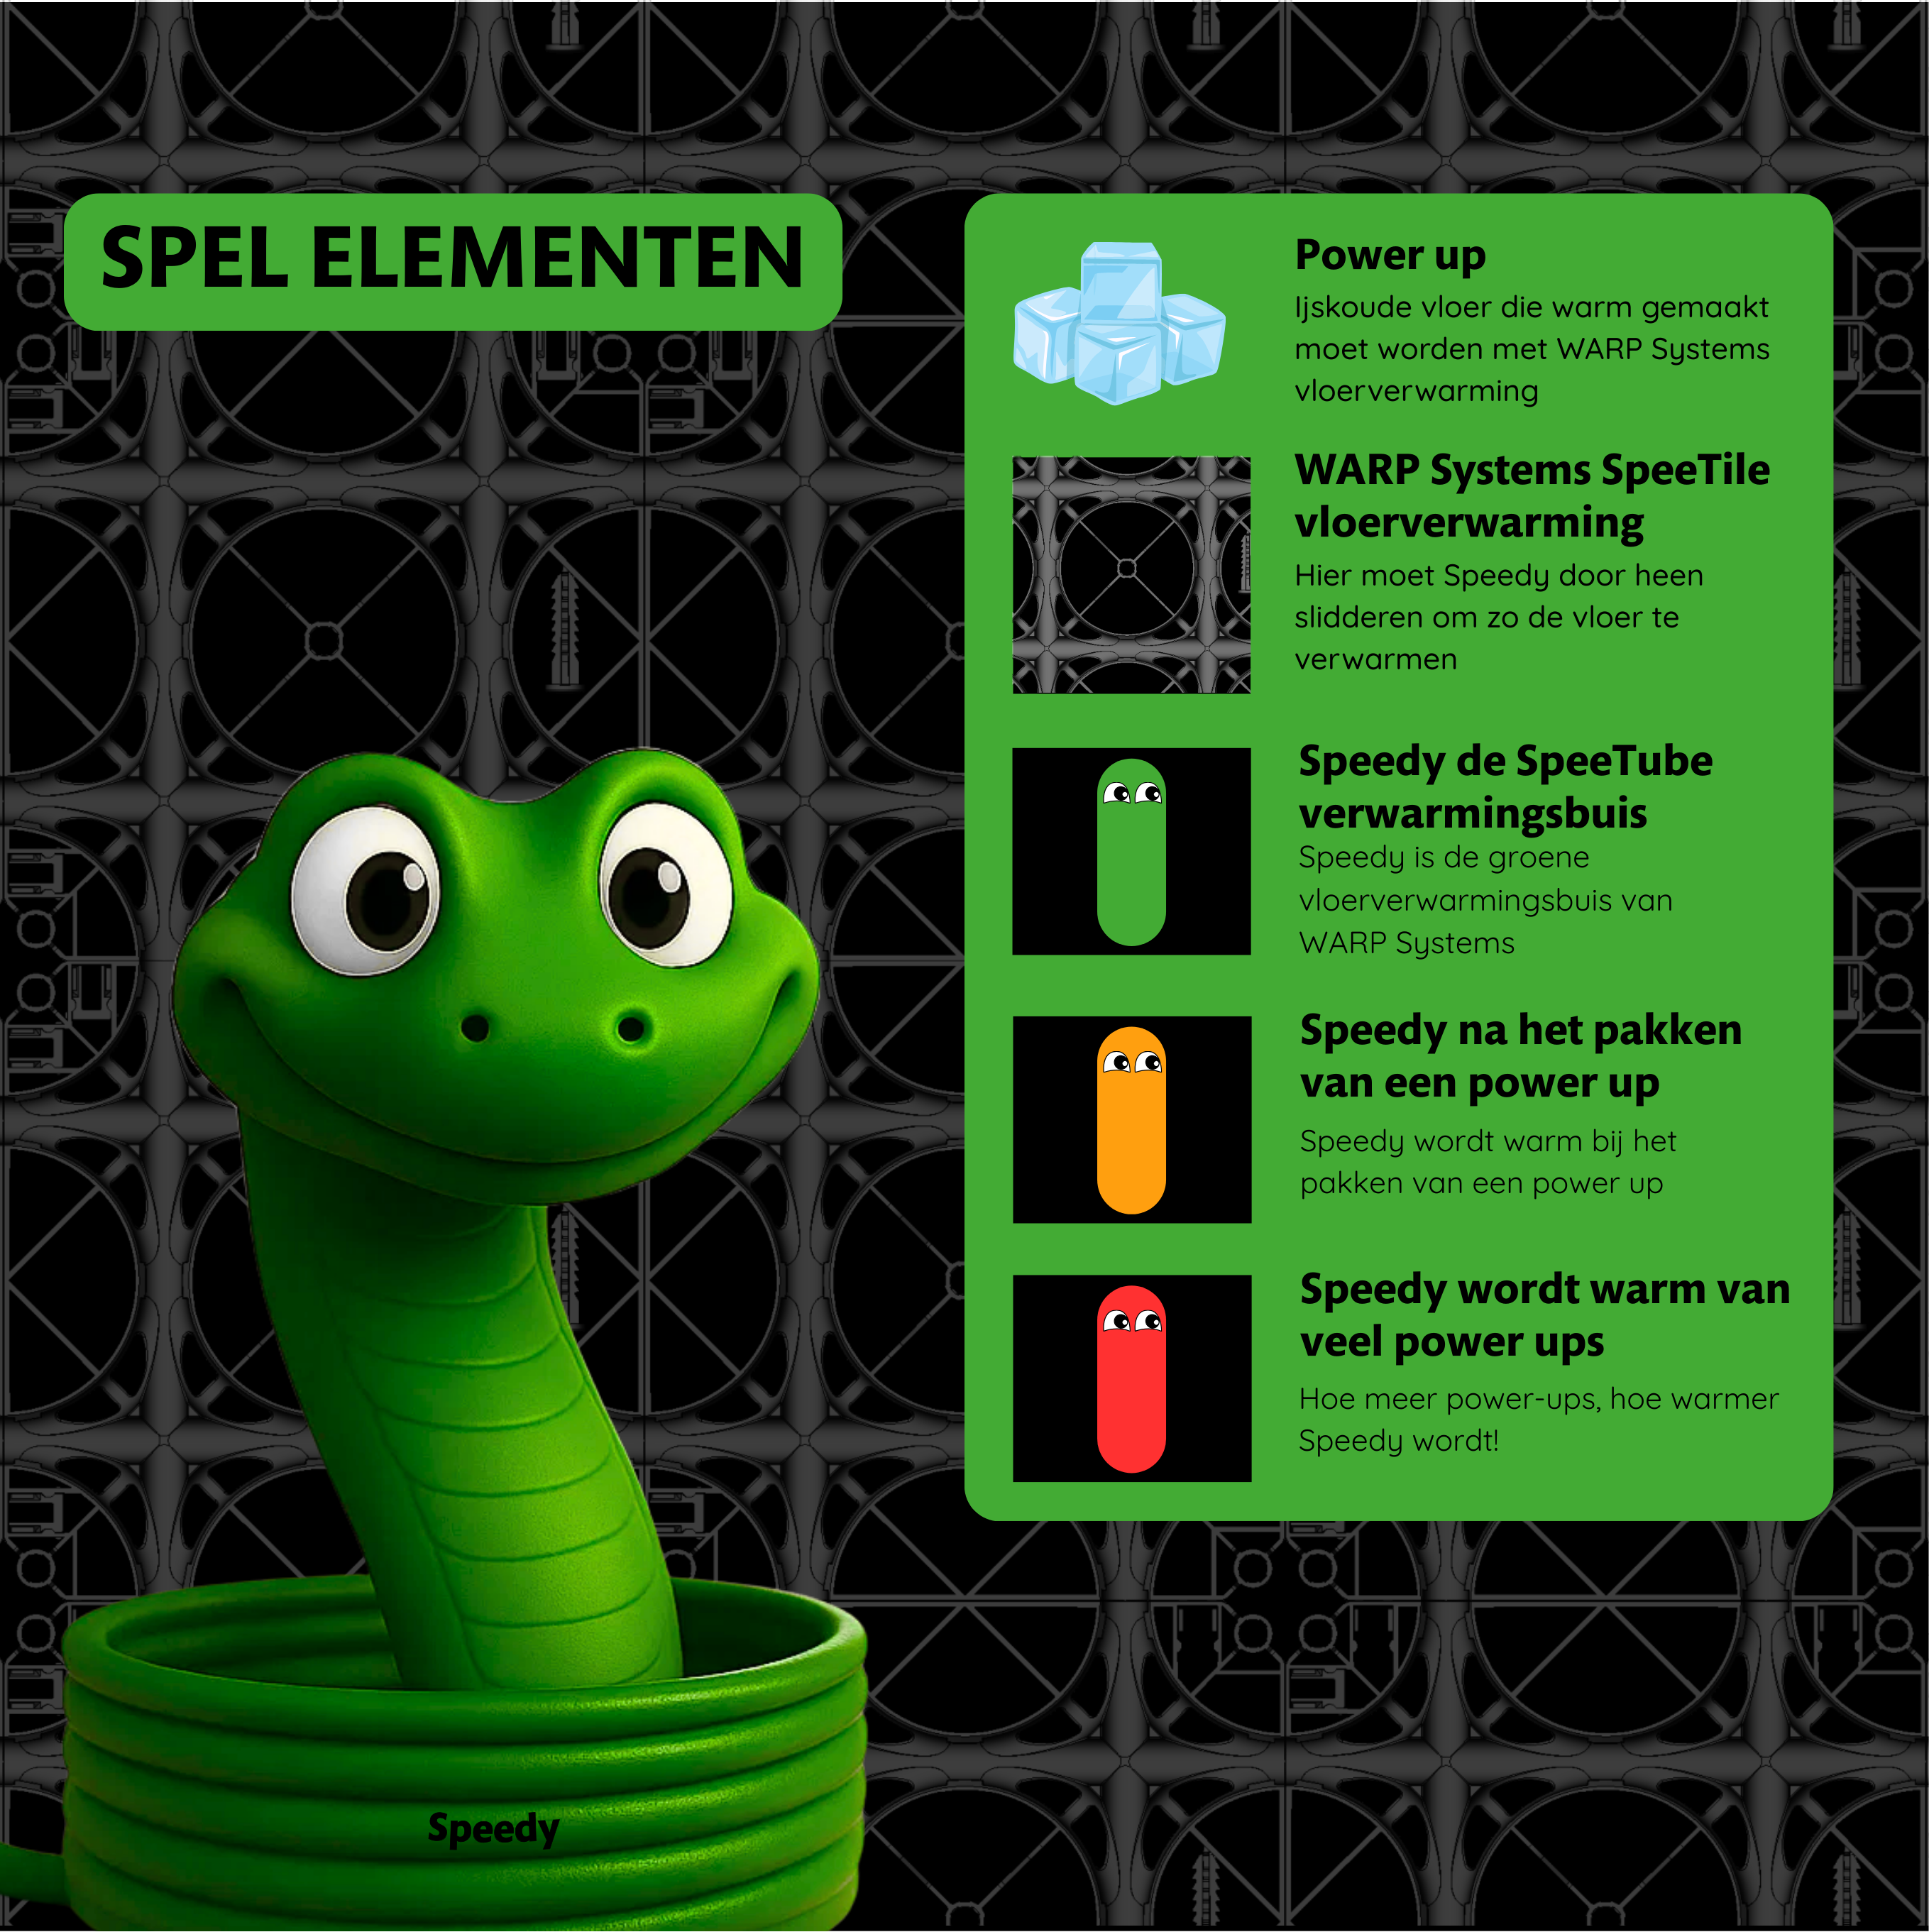 SPEL ELEMENTEN
Power up
Ijskoude vloer die warm gemaakt
moet worden met WARP Systems
vloerverwarming
WARP Systems SpeeTile
vloerverwarming
Hier moet Speedy door heen
slidderen om zo de vloer te
verwarmen
Speedy de SpeeTube
verwarmingsbuis
Speedy is de groene
vloerverwarmingsbuis van
WARP Systems
Speedy na het pakken
van een power up
Speedy wordt warm bij het
pakken van een power up
Speedy wordt warm van
veel power ups
Hoe meer power-ups, hoe warmer
Speedy wordt!
Speedy